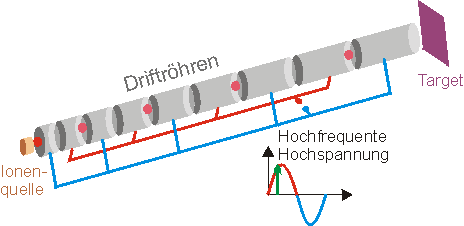 Driftröhren
Target
Ionen-
quelle
Hochfrequente
Hochspannung